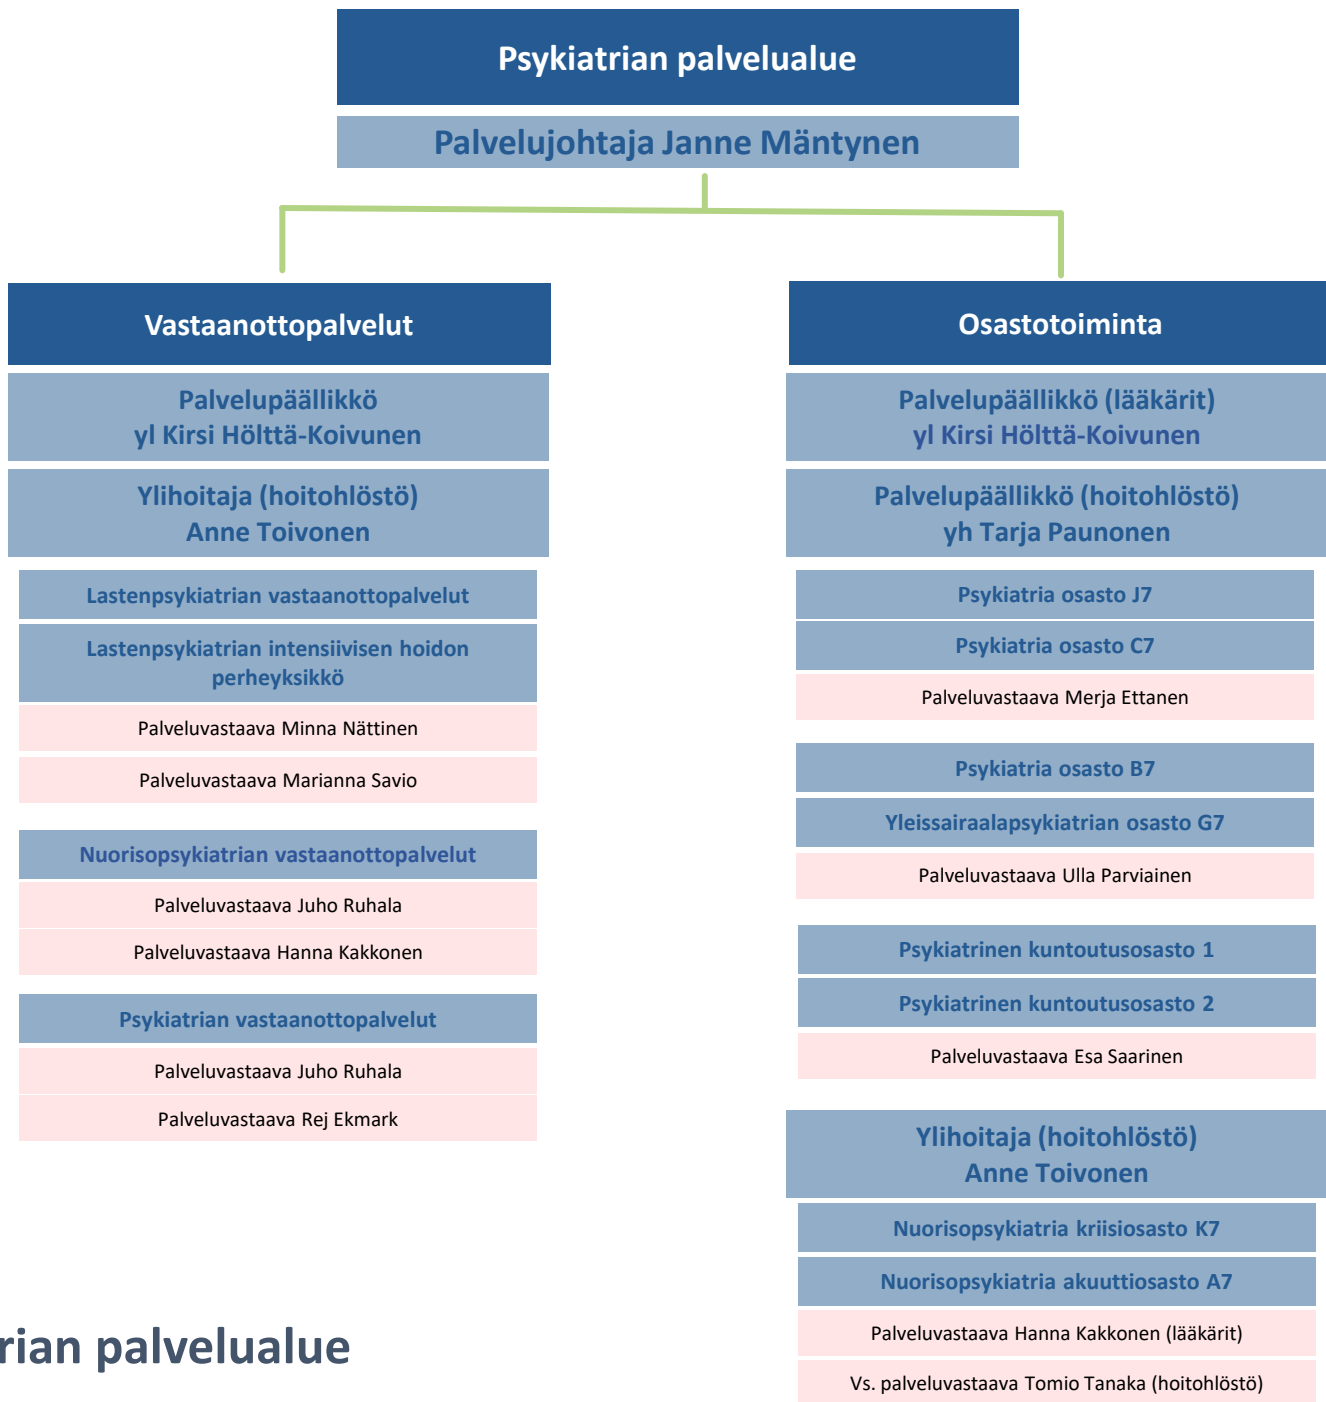 Psykiatrian palvelualue
Palvelujohtaja Janne Mäntynen
Vastaanottopalvelut
Palvelupäällikkö
yl Kirsi Hölttä-Koivunen
Ylihoitaja (hoitohlöstö)
Anne Toivonen
Lastenpsykiatrian vastaanottopalvelut
Lastenpsykiatrian intensiivisen hoidon
perheyksikkö
Palveluvastaava Minna Nättinen
Palveluvastaava Marianna Savio
Nuorisopsykiatrian vastaanottopalvelut
Palveluvastaava Juho Ruhala
Palveluvastaava Hanna Kakkonen
Psykiatrian vastaanottopalvelut
Palveluvastaava Juho Ruhala
Palveluvastaava Rej Ekmark
Osastotoiminta
Palvelupäällikkö (lääkärit)
yl Kirsi Hölttä-Koivunen
Palvelupäällikkö (hoitohlöstö)
yh Tarja Paunonen
Psykiatria osasto J7
Psykiatria osasto C7
Palveluvastaava Merja Ettanen
Psykiatria osasto B7
Yleissairaalapsykiatrian osasto G7
Palveluvastaava Ulla Parviainen
Psykiatrinen kuntoutusosasto 1
Psykiatrinen kuntoutusosasto 2
Palveluvastaava Esa Saarinen
Ylihoitaja (hoitohlöstö)
Anne Toivonen
Nuorisopsykiatria kriisiosasto K7
Nuorisopsykiatria akuuttiosasto A7
Palveluvastaava Hanna Kakkonen (lääkärit)
Vs. palveluvastaava Tomio Tanaka (hoitohlöstö)
rian palvelualue